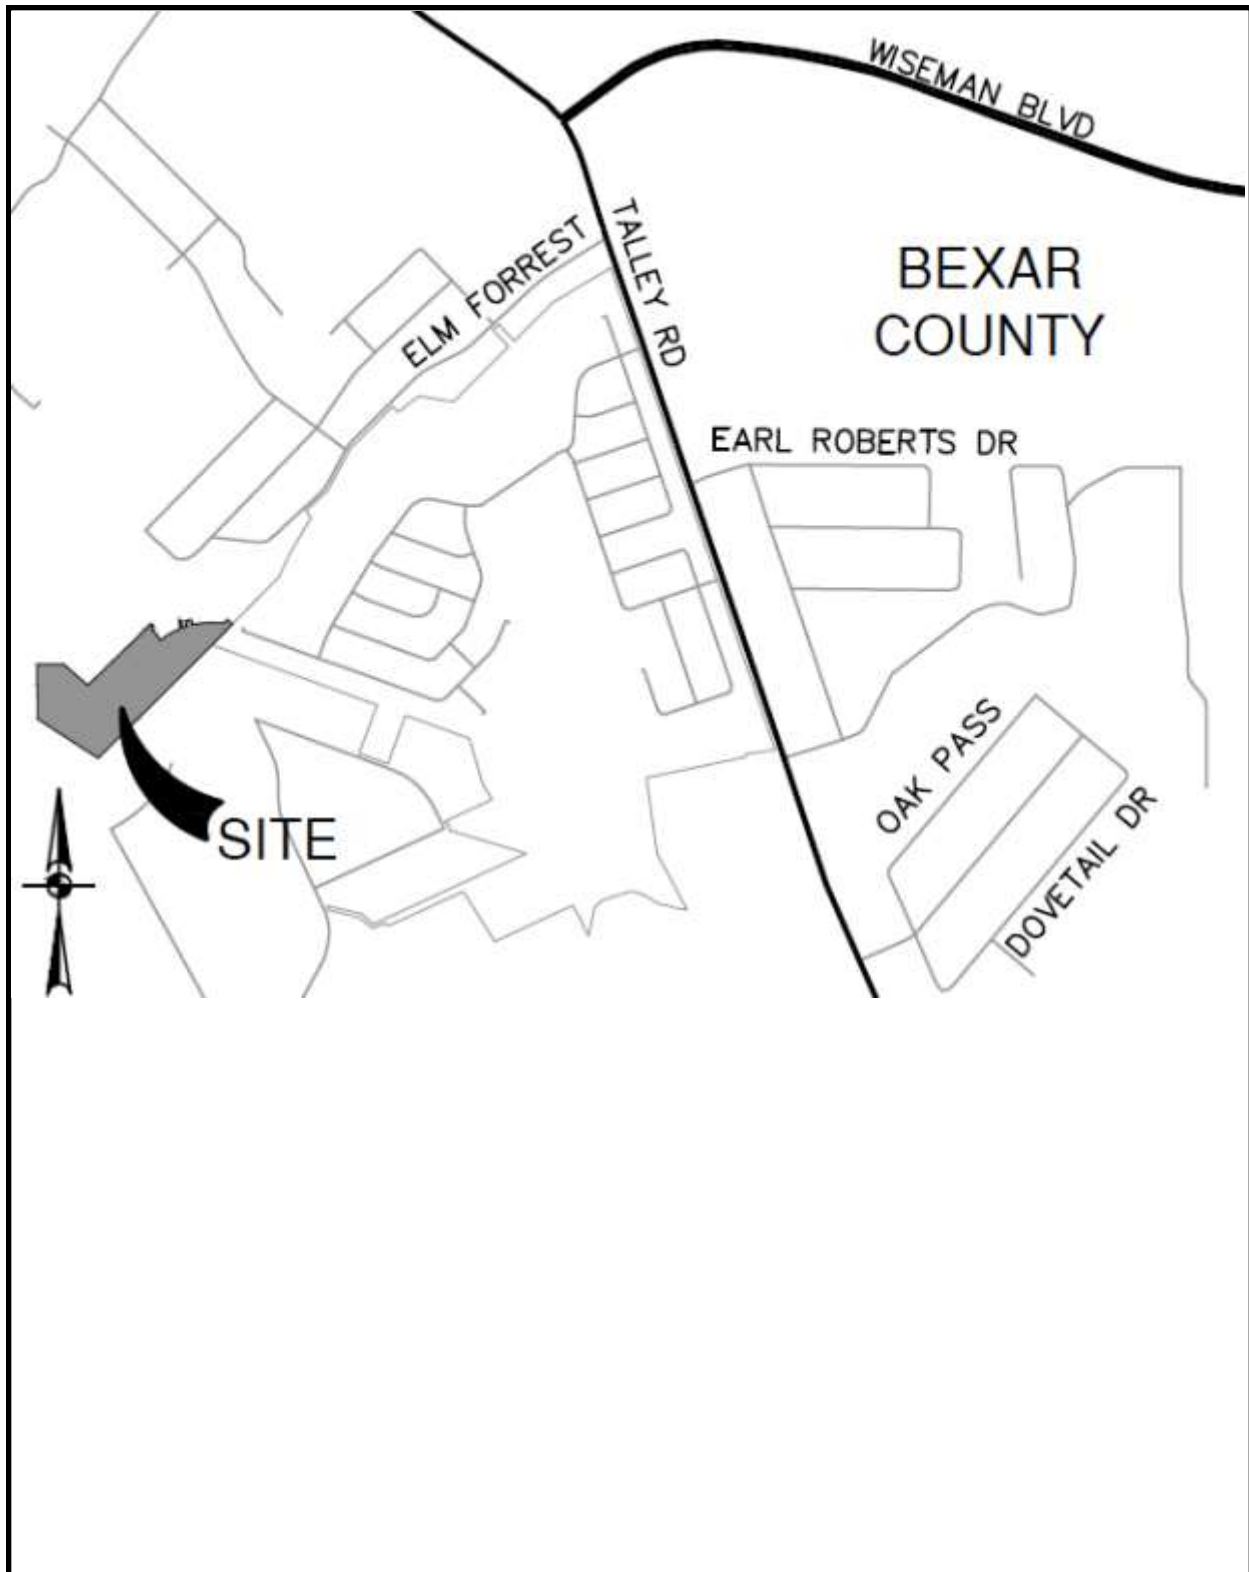 WISEMAN BLVD
TALLEY RD
ELM FORREST
BEXAR
COUNTY
EARL ROBERTS DR
OAK PASS
DOVETAIL DR
SITE